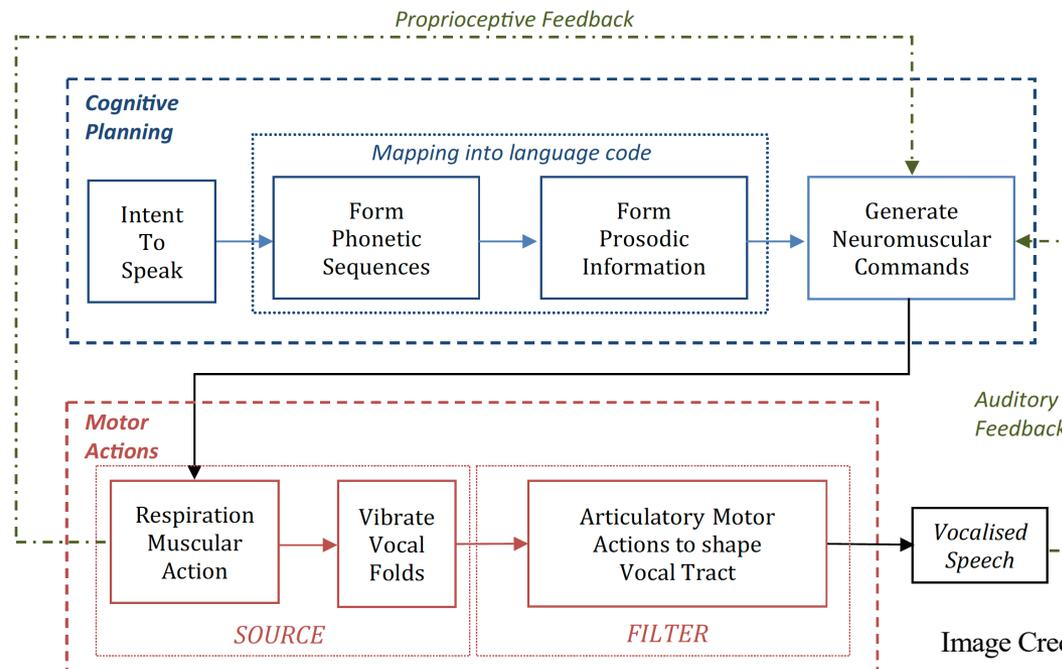 Proprioceptive Feedback
Cognitive
Planning
Mapping into language code
Intent
To
Speak
Form
Phonetic
Sequences
Form
Prosodic
Information
Generate
Neuromuscular
Commands
Motor
Actions
Auditory
Feedback
Respiration
Muscular
Action
Vibrate
Vocal
Folds
Articulatory Motor
Actions to shape
Vocal Tract
Vocalised
Speech
SOURCE
FILTER
Image